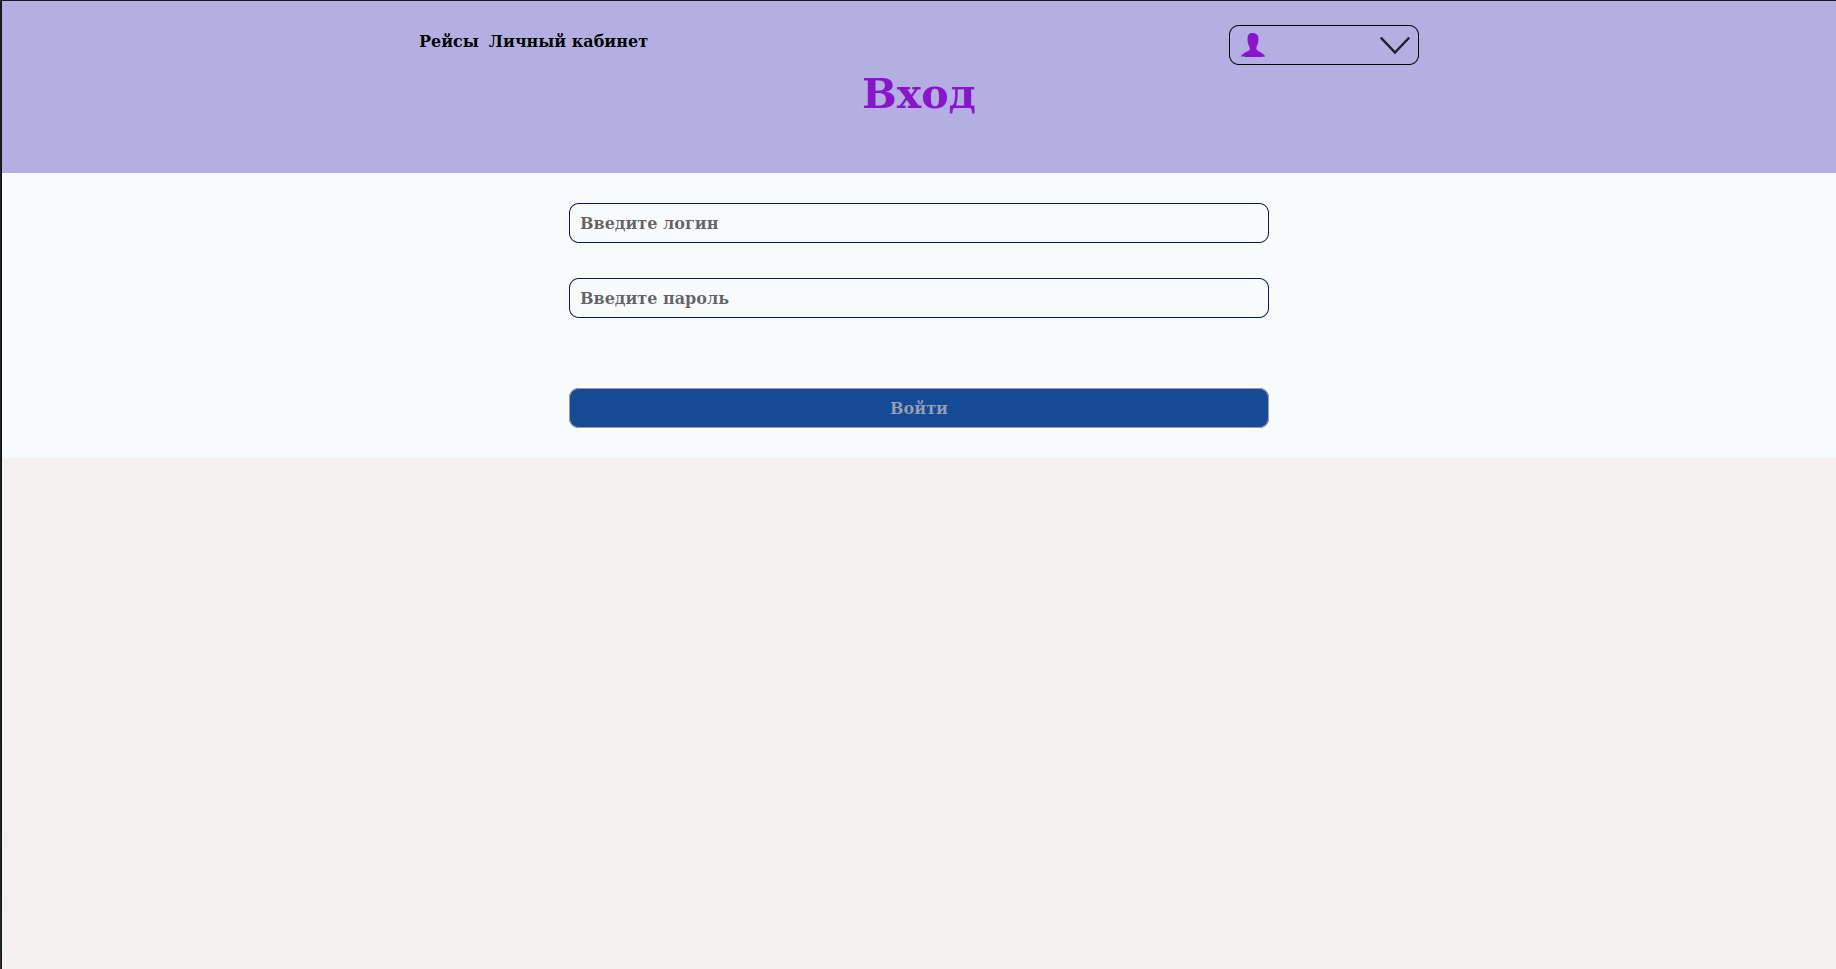 Рейсы Личный кабинет
Вход
Введите логин
Введите пароль
Войти